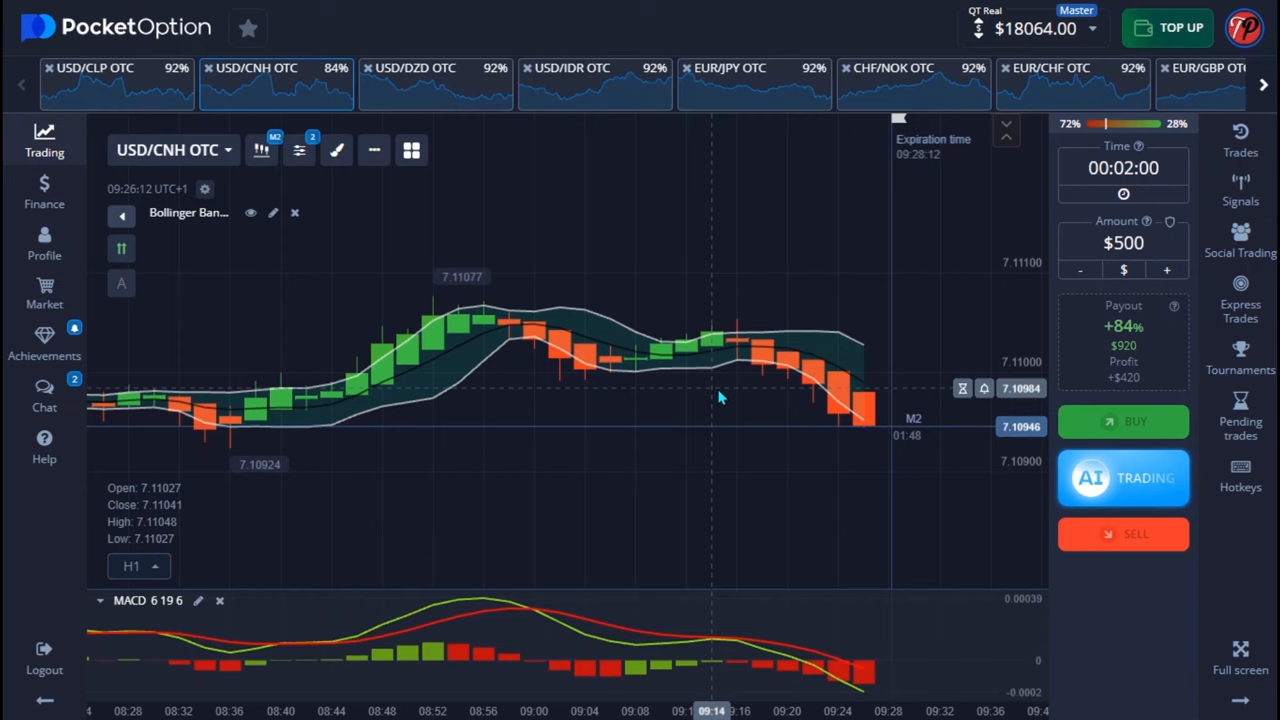 PocketOption
QT Real
Master
$18064.00
TOP UP
USD/CLP OTC 92%
USD/CNH OTC 84%
USD/DZD OTC 92%
USD/IDR OTC 92%
EUR/JPY OTC 92%
CHF/NOK OTC 92%
EUR/CHF OTC 92%
EUR/GBP OTC
Trading
Finance
Profile
Market
Achievements
2
Chat
Help
Logout
USD/CNH OTC
M2
2
09:26:12 UTC+1
Bollinger Ban...
A
7.11077
7.10924
Open: 7.11027
Close: 7.11041
High: 7.11048
Low: 7.11027
H1
Expiration time
09:28:12
7.11100
7.11000
7.10984
M2
01:48
7.10946
7.10900
MACD 6 19 6
0.00039
0
-0.0002
08:28 08:32 08:36 08:40 08:44 08:48 08:52 08:56 09:00 09:04 09:08 09:14 09:20 09:24 09:28 09:32 09:36
72% 28%
Time
00:02:00
Amount
$500
- $ +
Payout
+84%
$920
Profit
+$420
BUY
AI TRADING
SELL
Trades
Signals
Social Trading
Express
Trades
Tournaments
Pending
trades
Hotkeys
Full screen